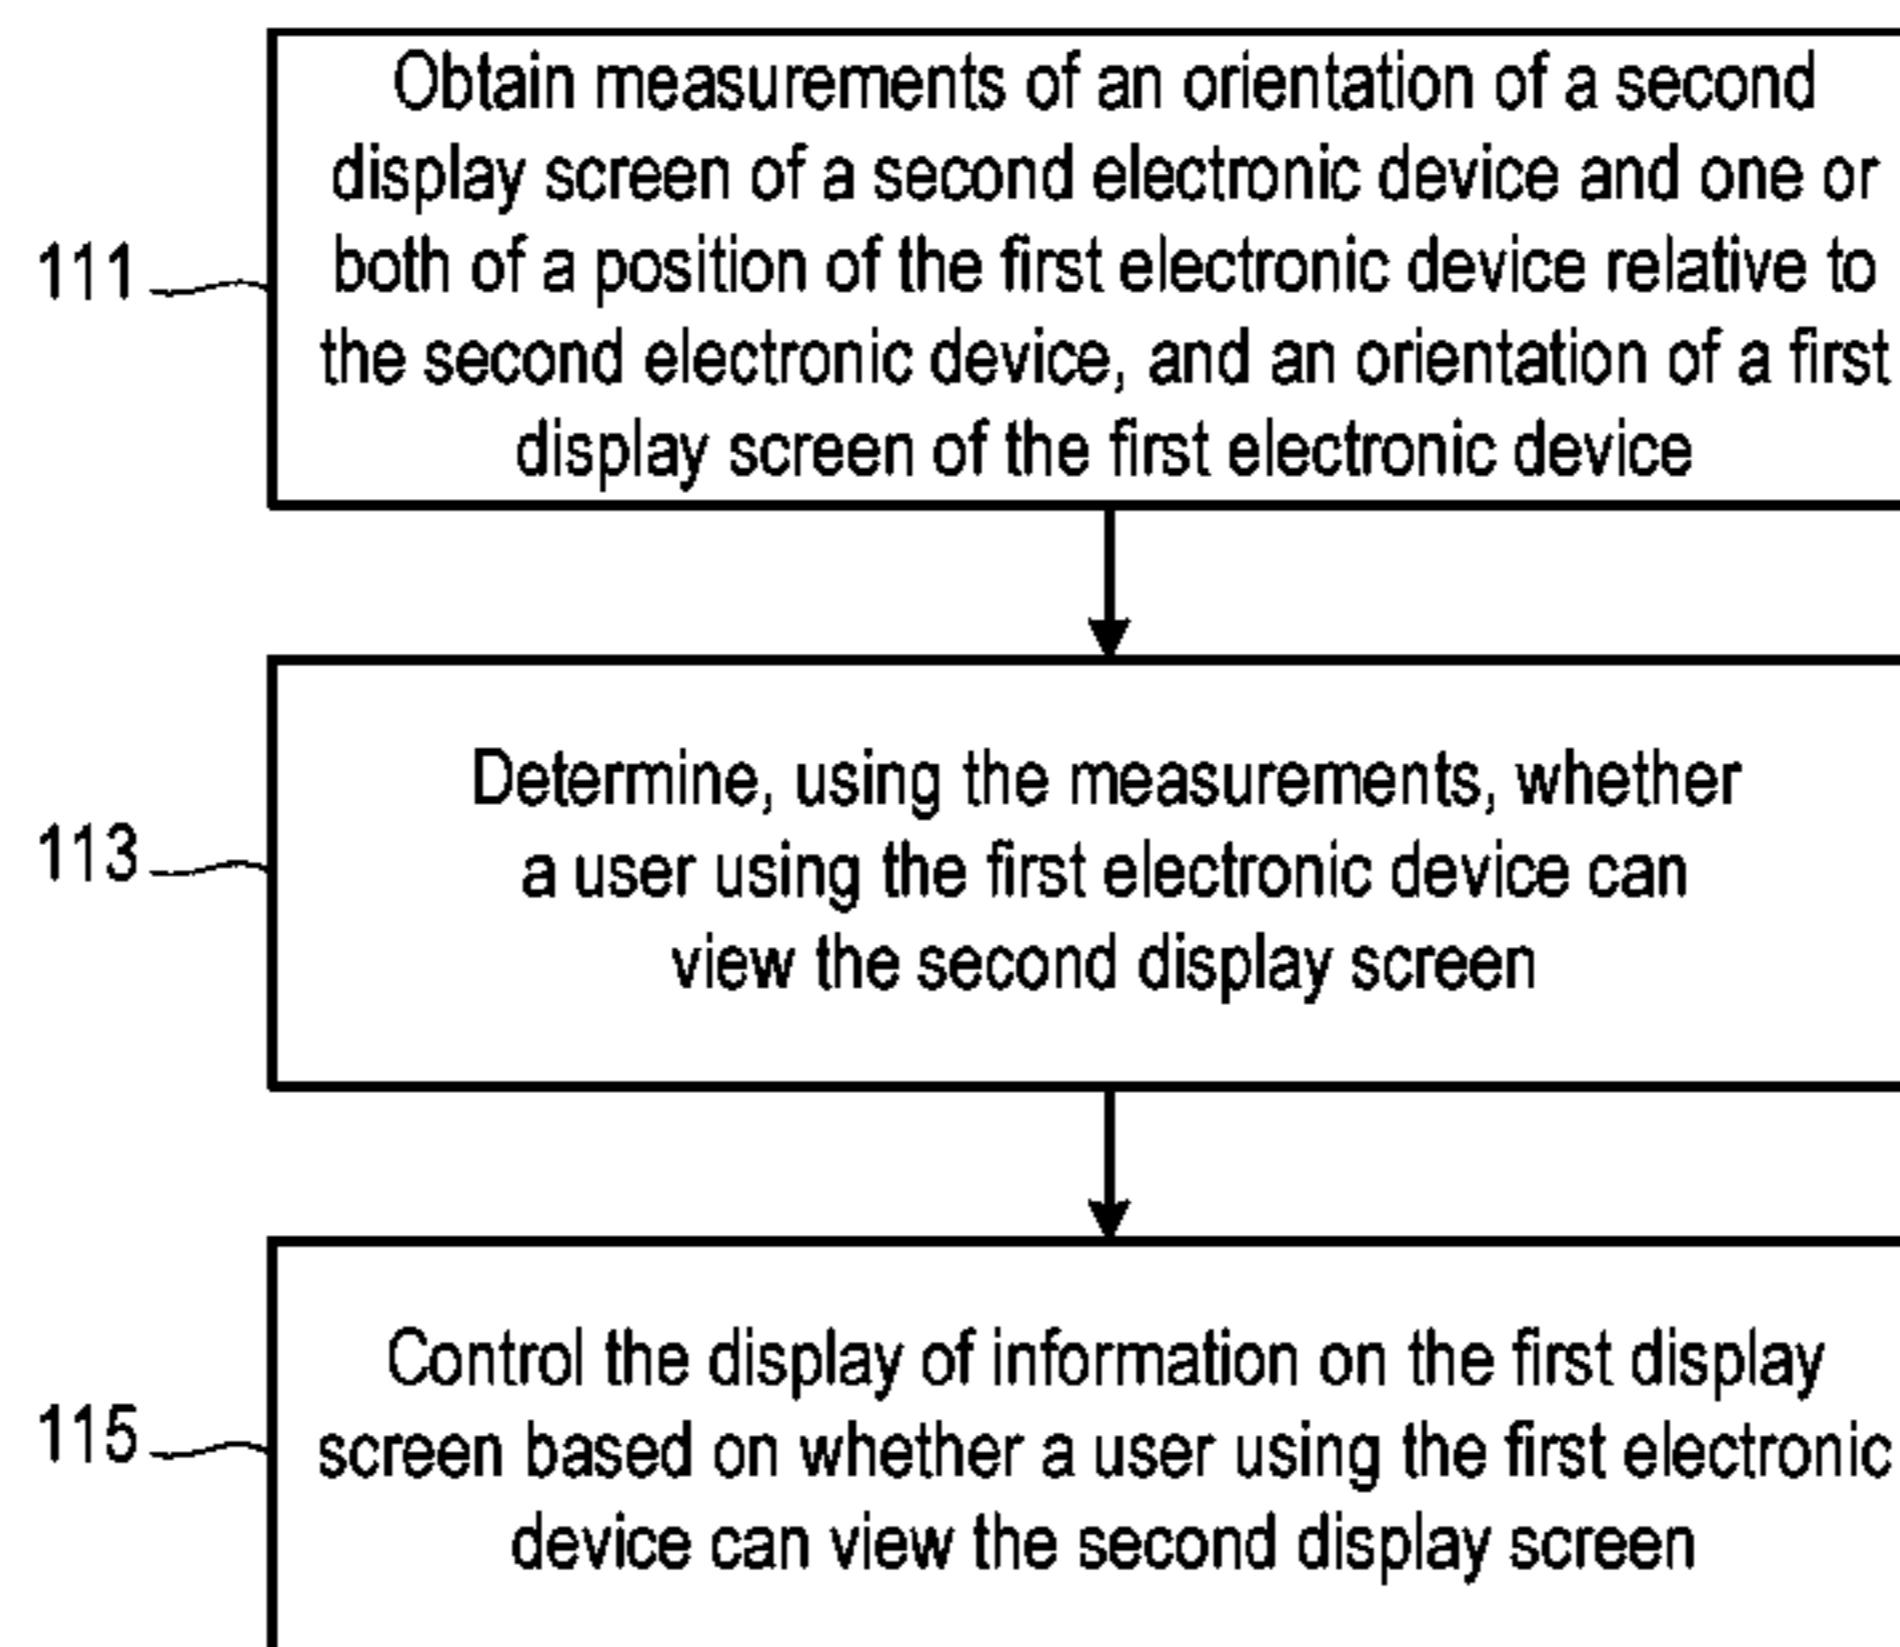 Obtain measurements of an orientation of a second
display screen of a second electronic device and one or
both of a position of the first electronic device relative to
the second electronic device, and an orientation of a first
display screen of the first electronic device
111
Determine, using the measurements, whether
a user using the first electronic device can
view the second display screen
113
Control the display of information on the first display
screen based on whether a user using the first electronic
device can view the second display screen
115